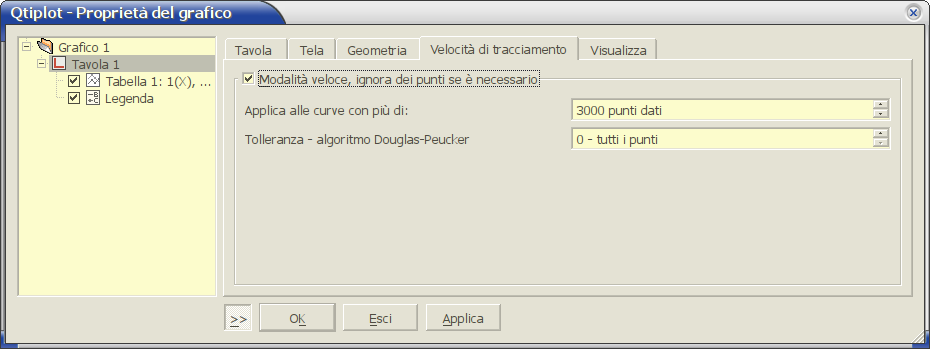 Qtiplot - Proprietà del grafico
Grafico 1
Tavola 1
Tabella 1: 1(X), ...
Legenda
Tavola
Tela
Geometria
Velocità di tracciamento
Visualizza
Modalità veloce, ignora dei punti se è necessario
Applica alle curve con più di:
3000 punti dati
Tolleranza - algoritmo Douglas-Peucker
0 - tutti i punti
>>
OK
Esci
Applica